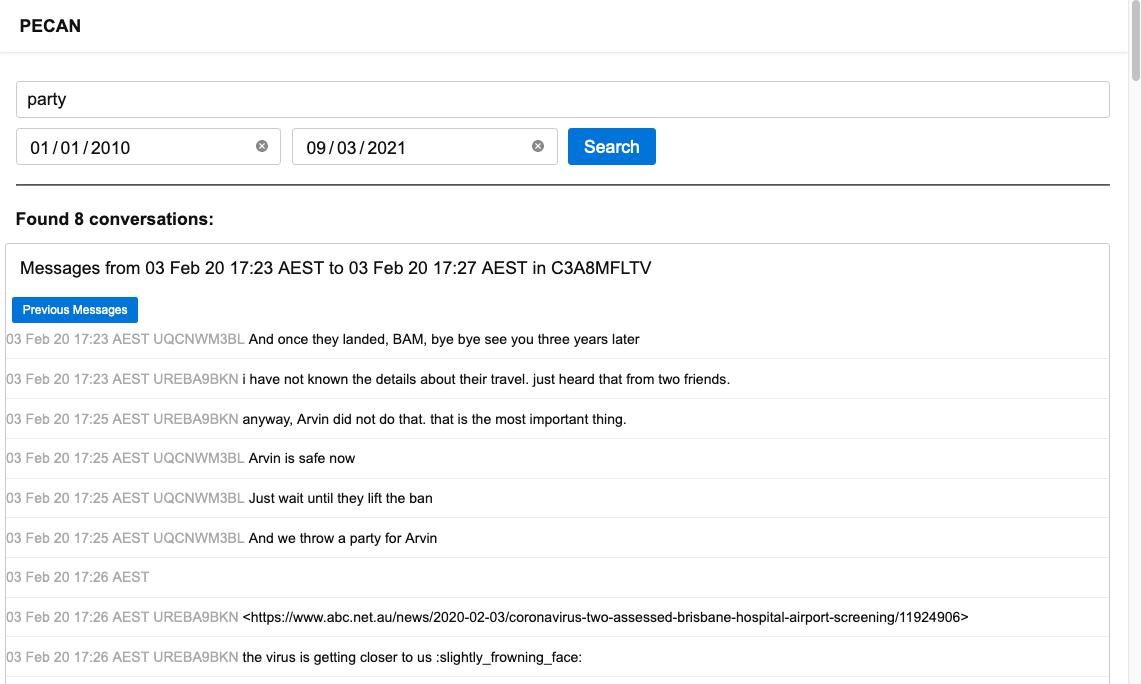 PECAN
party
01/01/2010
09/03/2021
Search
Found 8 conversations:
Messages from 03 Feb 20 17:23 AEST to 03 Feb 20 17:27 AEST in C3A8MFLTV
Previous Messages
03 Feb 20 17:23 AEST UQCNWM3BL And once they landed, BAM, bye bye see you three years later
03 Feb 20 17:23 AEST UREBA9BKN i have not known the details about their travel. just heard that from two friends.
03 Feb 20 17:25 AEST UREBA9BKN anyway, Arvin did not do that. that is the most important thing.
03 Feb 20 17:25 AEST UQCNWM3BL Arvin is safe now
03 Feb 20 17:25 AEST UQCNWM3BL Just wait until they lift the ban
03 Feb 20 17:25 AEST UQCNWM3BL And we throw a party for Arvin
03 Feb 20 17:26 AEST
03 Feb 20 17:26 AEST UREBA9BKN <https://www.abc.net.au/news/2020-02-03/coronavirus-two-assessed-brisbane-hospital-airport-screening/11924906>
03 Feb 20 17:26 AEST UREBA9BKN the virus is getting closer to us :slightly_frowning_face: